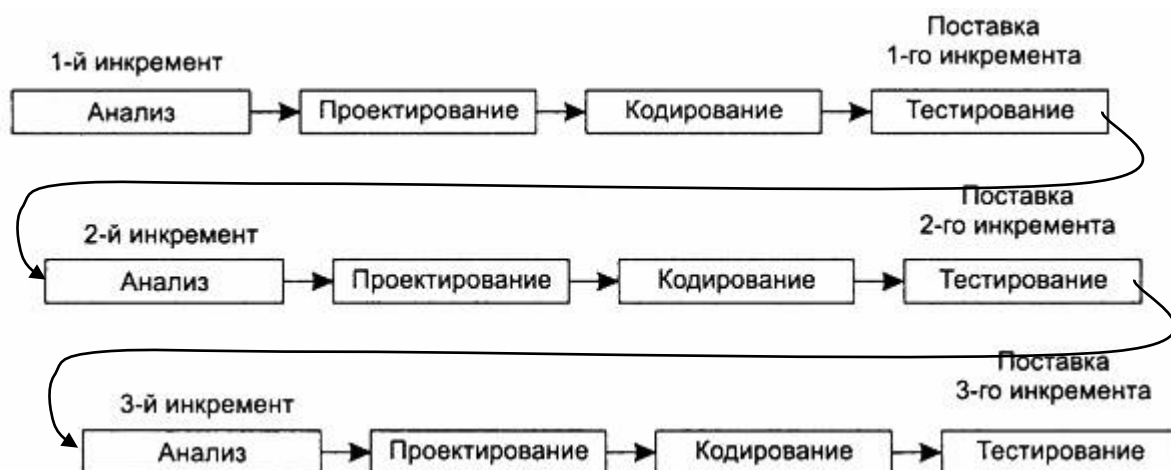 Поставка
1-й инкремент 1-го инкремента
Анализ Проектирование Кодирование Тестирование
Поставка
2-й инкремент 2-го инкремента
Анализ Проектирование Кодирование Тестирование
Поставка
3-й инкремент 3-го инкремента
Анализ Проектирование Кодирование Тестирование